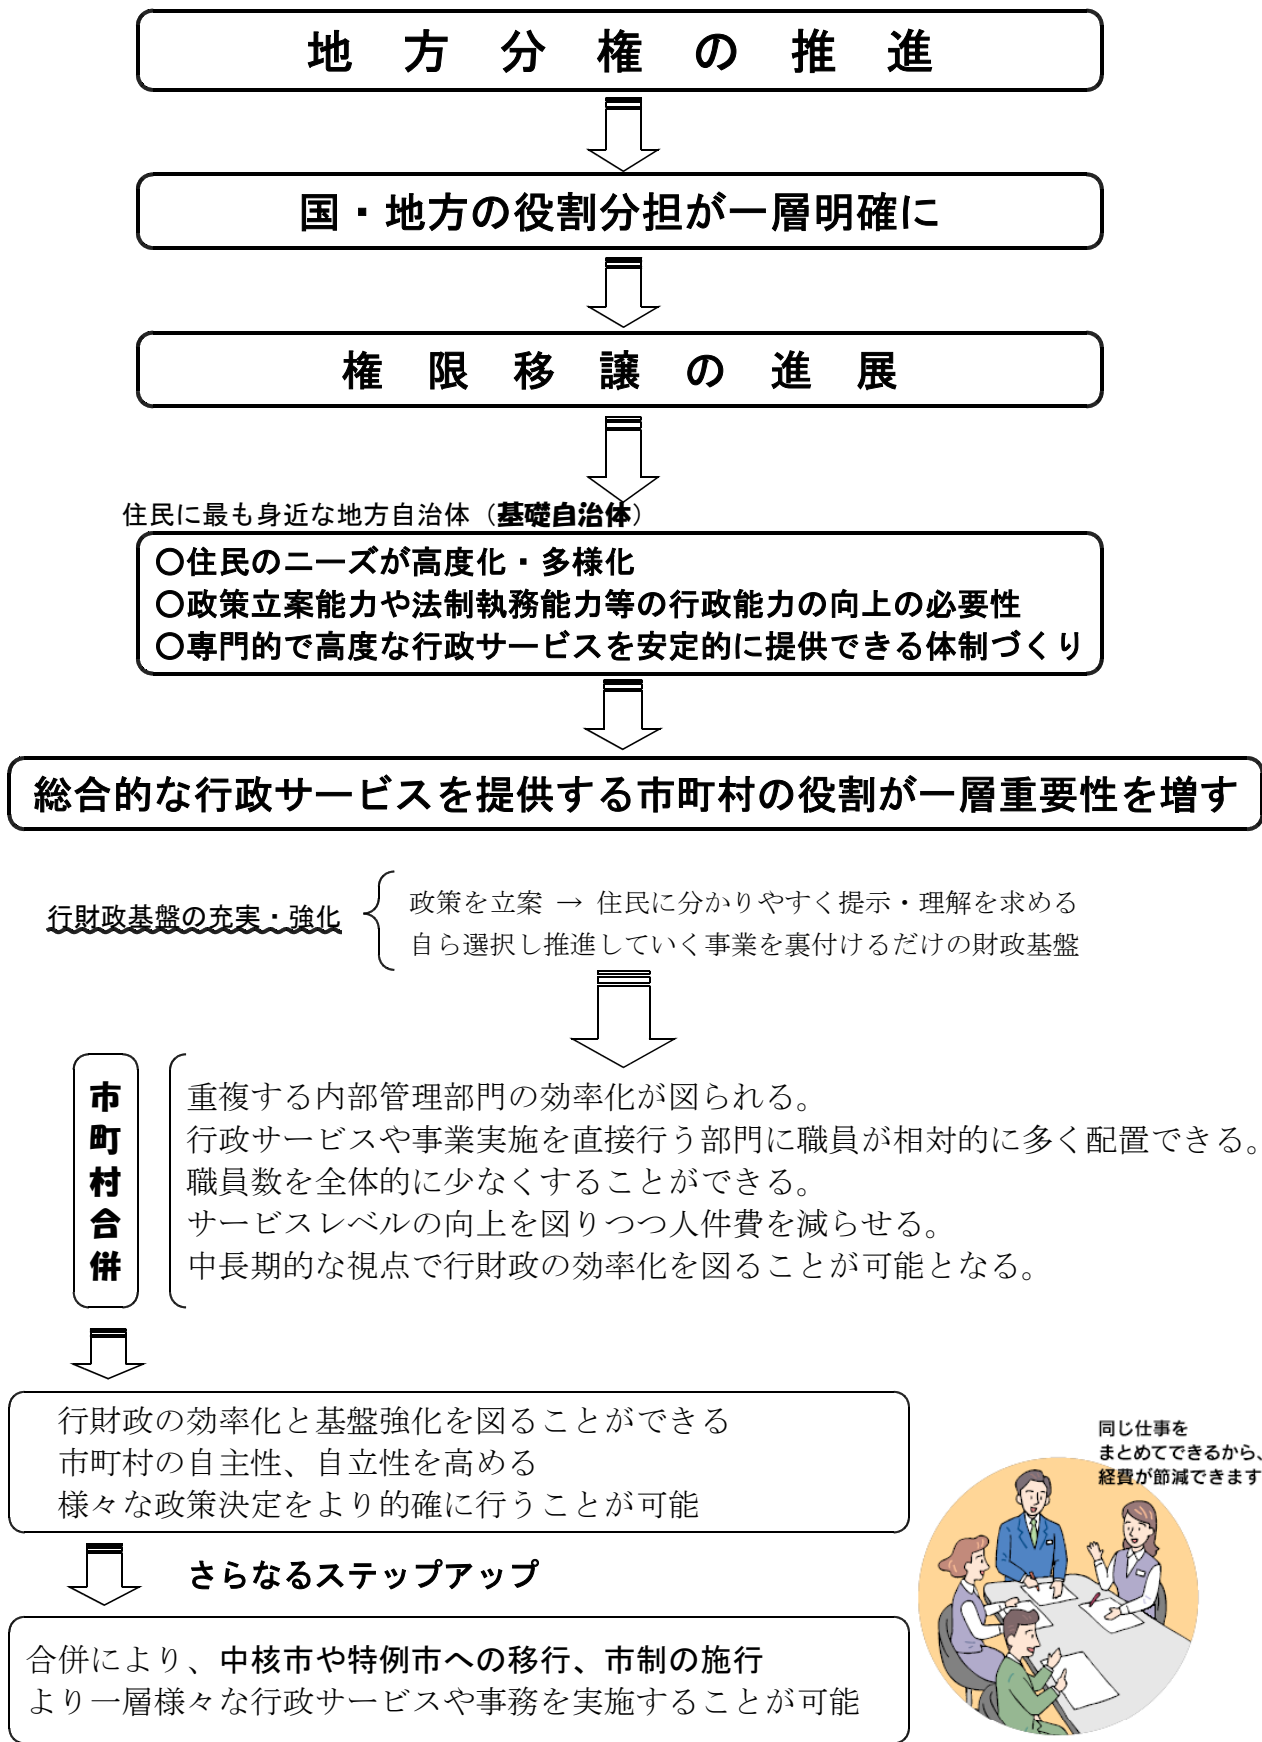 地方分権の推進
国・地方の役割分担が一層明確に
権限移譲の進展
住民に最も身近な地方自治体（基礎自治体）
○住民のニーズが高度化・多様化
○政策立案能力や法制執務能力等の行政能力の向上の必要性
○専門的で高度な行政サービスを安定的に提供できる体制づくり
総合的な行政サービスを提供する市町村の役割が一層重要性を増す
行財政基盤の充実・強化
政策を立案 → 住民に分かりやすく提示・理解を求める
自ら選択し推進していく事業を裏付けるだけの財政基盤
市町村合併
重複する内部管理部門の効率化が図られる。
行政サービスや事業実施を直接行う部門に職員が相対的に多く配置できる。
職員数を全体的に少なくすることができる。
サービスレベルの向上を図りつつ人件費を減らせる。
中長期的な視点で行財政の効率化を図ることが可能となる。
行財政の効率化と基盤強化を図ることができる
市町村の自主性、自立性を高める
様々な政策決定をより的確に行うことが可能
同じ仕事を
まとめてできるから、
経費が節減できます
さらなるステップアップ
合併により、中核市や特例市への移行、市制の施行
より一層様々な行政サービスや事務を実施することが可能